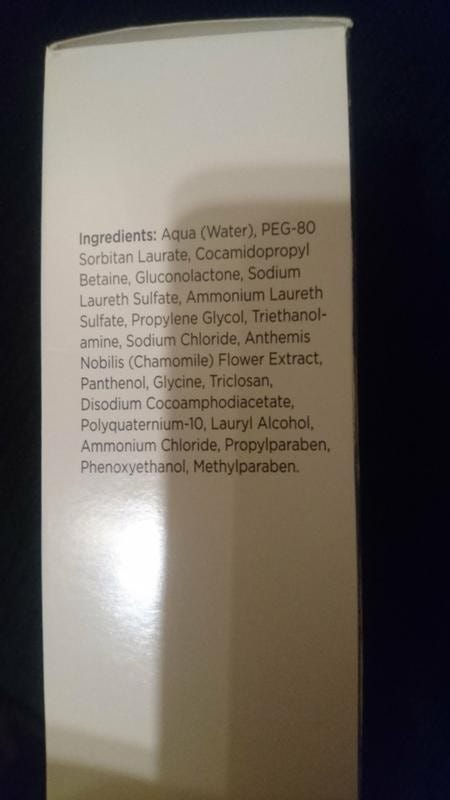 Ingredients: Aqua (Water), PEG-80
Sorbitan Laurate, Cocamidopropyl
Betaine, Gluconolactone, Sodium
Laureth Sulfate, Ammonium Laureth
Sulfate, Propylene Glycol, Triethanol-
amine, Sodium Chloride, Anthemis
Nobilis (Chamomile) Flower Extract,
Panthenol, Glycine, Triclosan,
Disodium Cocoamphodiacetate,
Polyquaternium-10, Lauryl Alcohol,
Ammonium Chloride, Propylparaben,
Phenoxyethanol, Methylparaben.